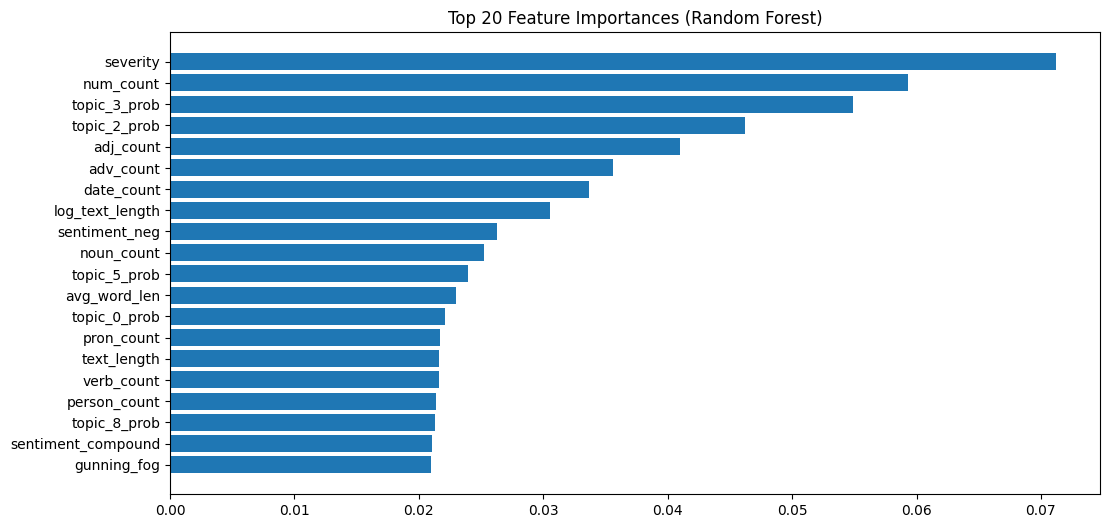 Top 20 Feature Importances (Random Forest)
severity
num_count
topic_3_prob
topic_2_prob
adj_count
adv_count
date_count
log_text_length
sentiment_neg
noun_count
topic_5_prob
avg_word_len
topic_0_prob
pron_count
text_length
verb_count
person_count
topic_8_prob
sentiment_compound
gunning_fog
0.00 0.01 0.02 0.03 0.04 0.05 0.06 0.07